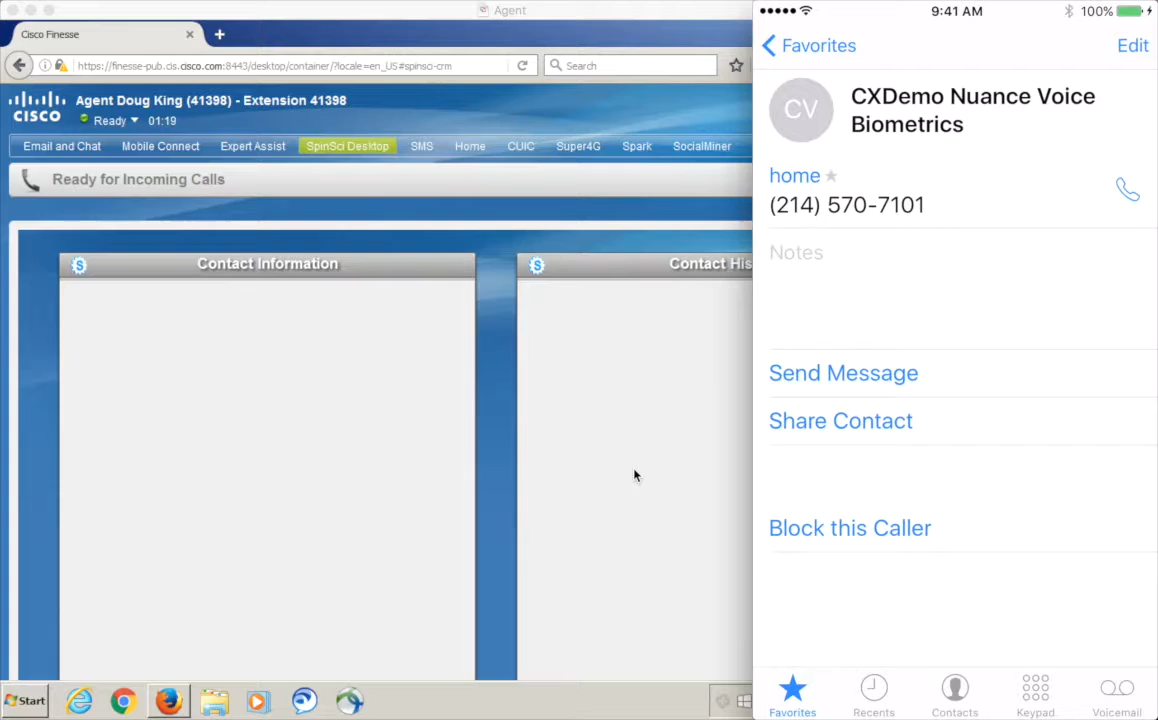 Agent
Cisco Finesse
https://finesse-pub.cis.cisco.com:8443/desktop/container/?locale=en_US#spinsci-crm
Search
CISCO
Agent Doug King (41398) - Extension 41398
Ready 01:19
Email and Chat Mobile Connect Expert Assist SpinSci Desktop SMS Home CUIC Super4G Spark SocialMiner
Ready for Incoming Calls
S Contact Information
S Contact His
Start
9:41 AM 100%
Favorites Edit
CV
CXDemo Nuance Voice
Biometrics
home
(214) 570-7101
Notes
Send Message
Share Contact
Block this Caller
Favorites Recents Contacts Keypad Voicemail